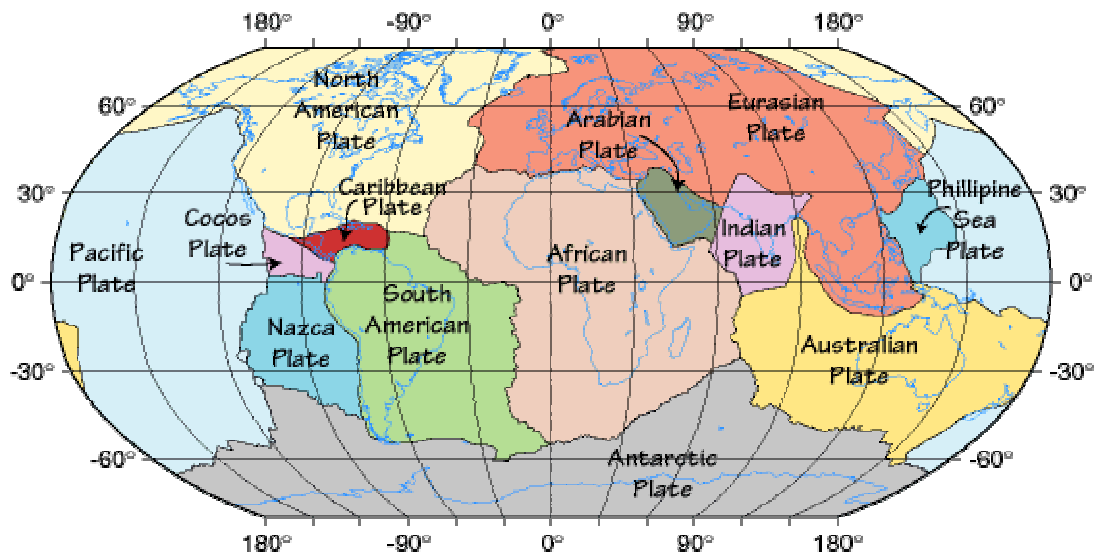 180° -90° 0° 90° 180°
North
American
Plate
60°
60°
Eurasian
Plate
Arabian
Plate
30°
30°
Caribbean
Plate
Phillipine
Sea
Plate
Cocos
Plate
Indian
Plate
Pacific
Plate
African
Plate
0°
0°
South
American
Plate
Nazca
Plate
Australian
Plate
-30°
-30°
-60°
-60°
Antarctic
Plate
180° -90° 0° 90° 180°